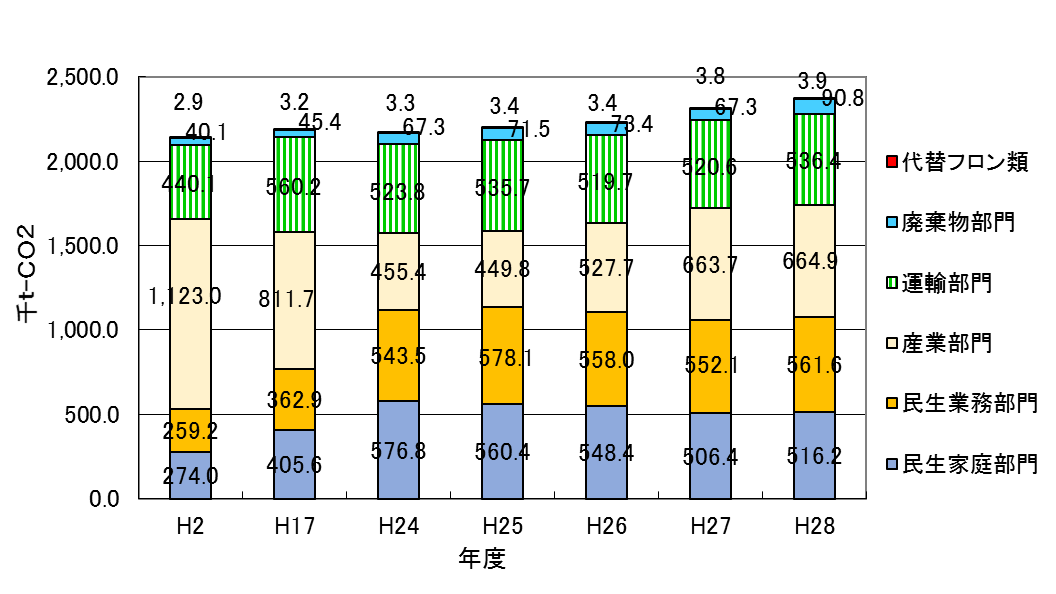 2,500.0
2,000.0
1,500.0
1,000.0
500.0
0.0
千t-CO2
2.9 3.2 3.3 3.4 3.4 3.8 3.9
40.1 45.4 67.3 71.5 73.4 67.3 90.8
440.1 560.2 523.8 535.7 519.7 520.6 536.4
1,123.0 811.7 455.4 449.8 527.7 663.7 664.9
259.2 362.9 543.5 578.1 558.0 552.1 561.6
274.0 405.6 576.8 560.4 548.4 506.4 516.2
H2 H17 H24 H25 H26 H27 H28
年度
代替フロン類
廃棄物部門
運輸部門
産業部門
民生業務部門
民生家庭部門